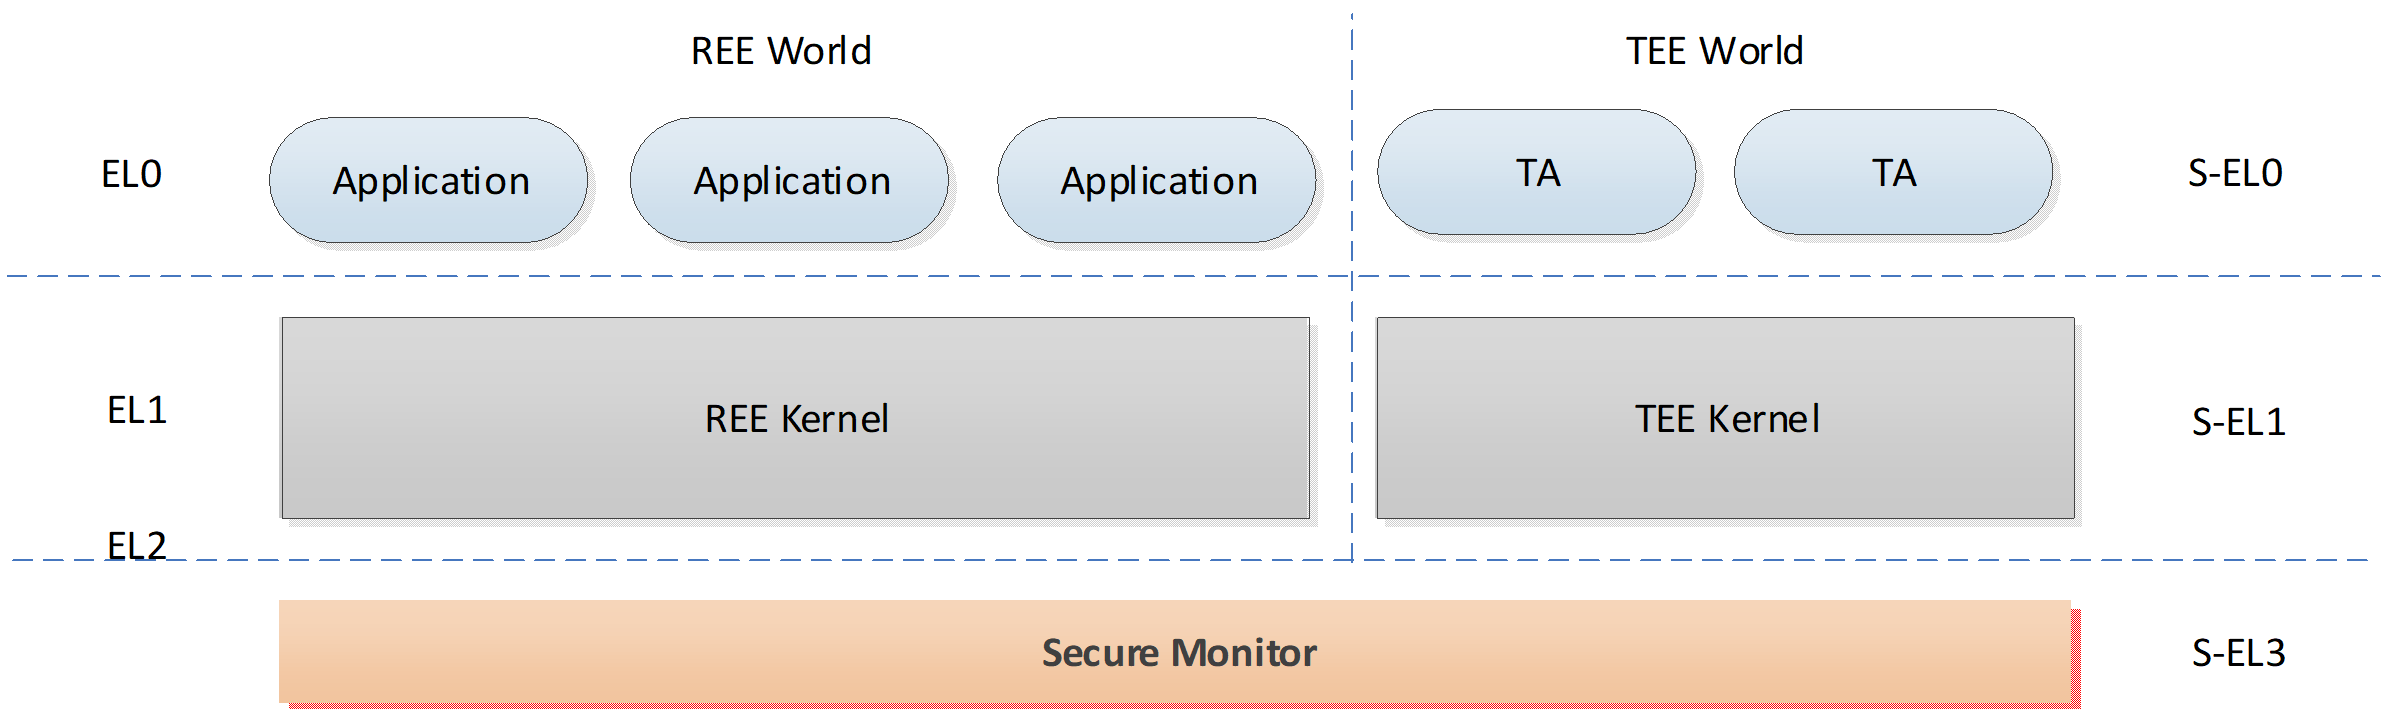 REE World
TEE World
EL0
Application
Application
Application
TA
TA
S-EL0
EL1
REE Kernel
TEE Kernel
S-EL1
EL2
Secure Monitor
S-EL3